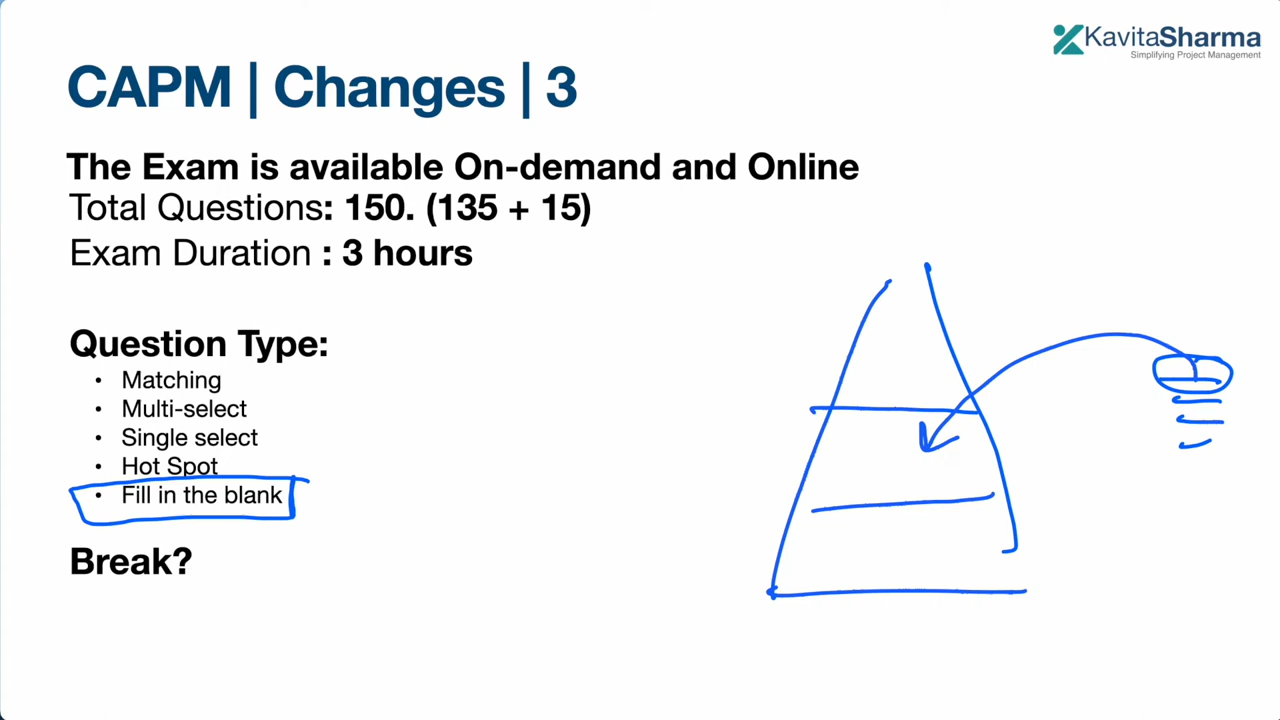 KavitaSharma
Simplifying Project Management
CAPM | Changes | 3
The Exam is available On-demand and Online
Total Questions: 150. (135 + 15)
Exam Duration : 3 hours
Question Type:
• Matching
• Multi-select
• Single select
• Hot Spot
• Fill in the blank
Break?